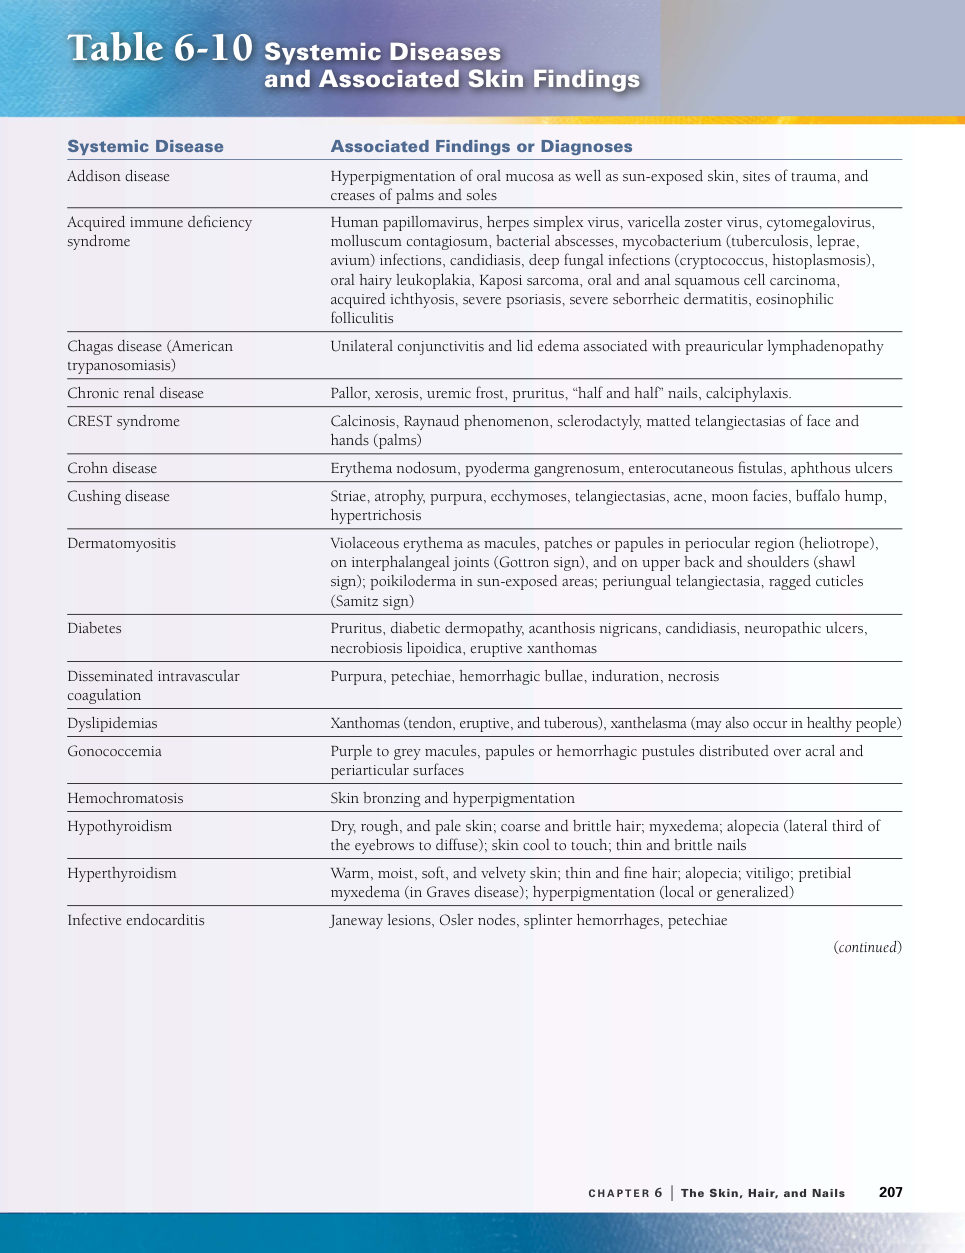 Table 6-10 Systemic Diseases
and Associated Skin Findings
Systemic Disease Associated Findings or Diagnoses
Addison disease Hyperpigmentation of oral mucosa as well as sun-exposed skin, sites of trauma, and
creases of palms and soles
Acquired immune deficiency Human papillomavirus, herpes simplex virus, varicella zoster virus, cytomegalovirus,
syndrome molluscum contagiosum, bacterial abscesses, mycobacterium (tuberculosis, leprae,
avium) infections, candidiasis, deep fungal infections (cryptococcus, histoplasmosis),
oral hairy leukoplakia, Kaposi sarcoma, oral and anal squamous cell carcinoma,
acquired ichthyosis, severe psoriasis, severe seborrheic dermatitis, eosinophilic
folliculitis
Chagas disease (American Unilateral conjunctivitis and lid edema associated with preauricular lymphadenopathy
trypanosomiasis)
Chronic renal disease Pallor, xerosis, uremic frost, pruritus, “half and half” nails, calciphylaxis.
CREST syndrome Calcinosis, Raynaud phenomenon, sclerodactyly, matted telangiectasias of face and
hands (palms)
Crohn disease Erythema nodosum, pyoderma gangrenosum, enterocutaneous fistulas, aphthous ulcers
Cushing disease Striae, atrophy, purpura, ecchymoses, telangiectasias, acne, moon facies, buffalo hump,
hypertrichosis
Dermatomyositis Violaceous erythema as macules, patches or papules in periocular region (heliotrope),
on interphalangeal joints (Gottron sign), and on upper back and shoulders (shawl
sign); poikiloderma in sun-exposed areas; periungual telangiectasia, ragged cuticles
(Samitz sign)
Diabetes Pruritus, diabetic dermopathy, acanthosis nigricans, candidiasis, neuropathic ulcers,
necrobiosis lipoidica, eruptive xanthomas
Disseminated intravascular Purpura, petechiae, hemorrhagic bullae, induration, necrosis
coagulation
Dyslipidemias Xanthomas (tendon, eruptive, and tuberous), xanthelasma (may also occur in healthy people)
Gonococcemia Purple to grey macules, papules or hemorrhagic pustules distributed over acral and
periarticular surfaces
Hemochromatosis Skin bronzing and hyperpigmentation
Hypothyroidism Dry, rough, and pale skin; coarse and brittle hair; myxedema; alopecia (lateral third of
the eyebrows to diffuse); skin cool to touch; thin and brittle nails
Hyperthyroidism Warm, moist, soft, and velvety skin; thin and fine hair; alopecia; vitiligo; pretibial
myxedema (in Graves disease); hyperpigmentation (local or generalized)
Infective endocarditis Janeway lesions, Osler nodes, splinter hemorrhages, petechiae
(continued)
CHAPTER 6 | The Skin, Hair, and Nails 207